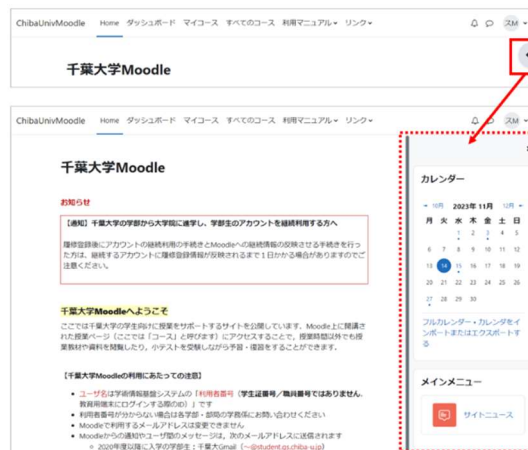 ChibaUnivMoodle Home ダッシュボード マイコース すべてのコース 利用マニュアル リンク ZM
千葉大学Moodle
ChibaUnivMoodle Home ダッシュボード マイコース すべてのコース 利用マニュアル リンク ZM
千葉大学Moodle
お知らせ
【通知】千葉大学の学部から大学院に進学し、学部生のアカウントを継続利用する方へ
履修登録後にアカウントの継続利用の手続きとMoodleへの継続情報の反映させる手続きを行っ
た方は、継続するアカウントに履修登録情報が反映されるまで1日かかる場合がありますのでご
注意ください。
千葉大学Moodleへようこそ
ここでは千葉大学の学生向けに授業をサポートするサイトを公開しています。Moodle上に開講さ
れた授業ページ（ここでは「コース」と呼びます）にアクセスすることで、授業時間以外でも授
業教材や資料を閲覧したり、小テストを受験しながら予習・復習をすることができます。
【千葉大学Moodleの利用にあたっての注意】
• ユーザ名は学術情報基盤システムの「利用者番号（学生証番号／職員番号ではありません。
教育用端末にログインする際のID）」です
• 利用者番号が分からない場合は各学部・部局の学務係にお問い合わせください
• Moodleで利用するメールアドレスは変更できません
• Moodleからの通知やユーザ間のメッセージは、次のメールアドレスに送信されます
○ 2020年度以降に入学の学部生：千葉大Gmail（～@student.gs.chiba-u.jp）
カレンダー
10月 2023年 11月 12月
月 火 水 木 金 土 日
1 2 3 4 5
6 7 8 9 10 11 12
13 14 15 16 17 18 19
20 21 22 23 24 25 26
27 28 29 30
フルカレンダー • カレンダをイ
ンポートまたはエクスポートす
る
メインメニュー
サイトニュース